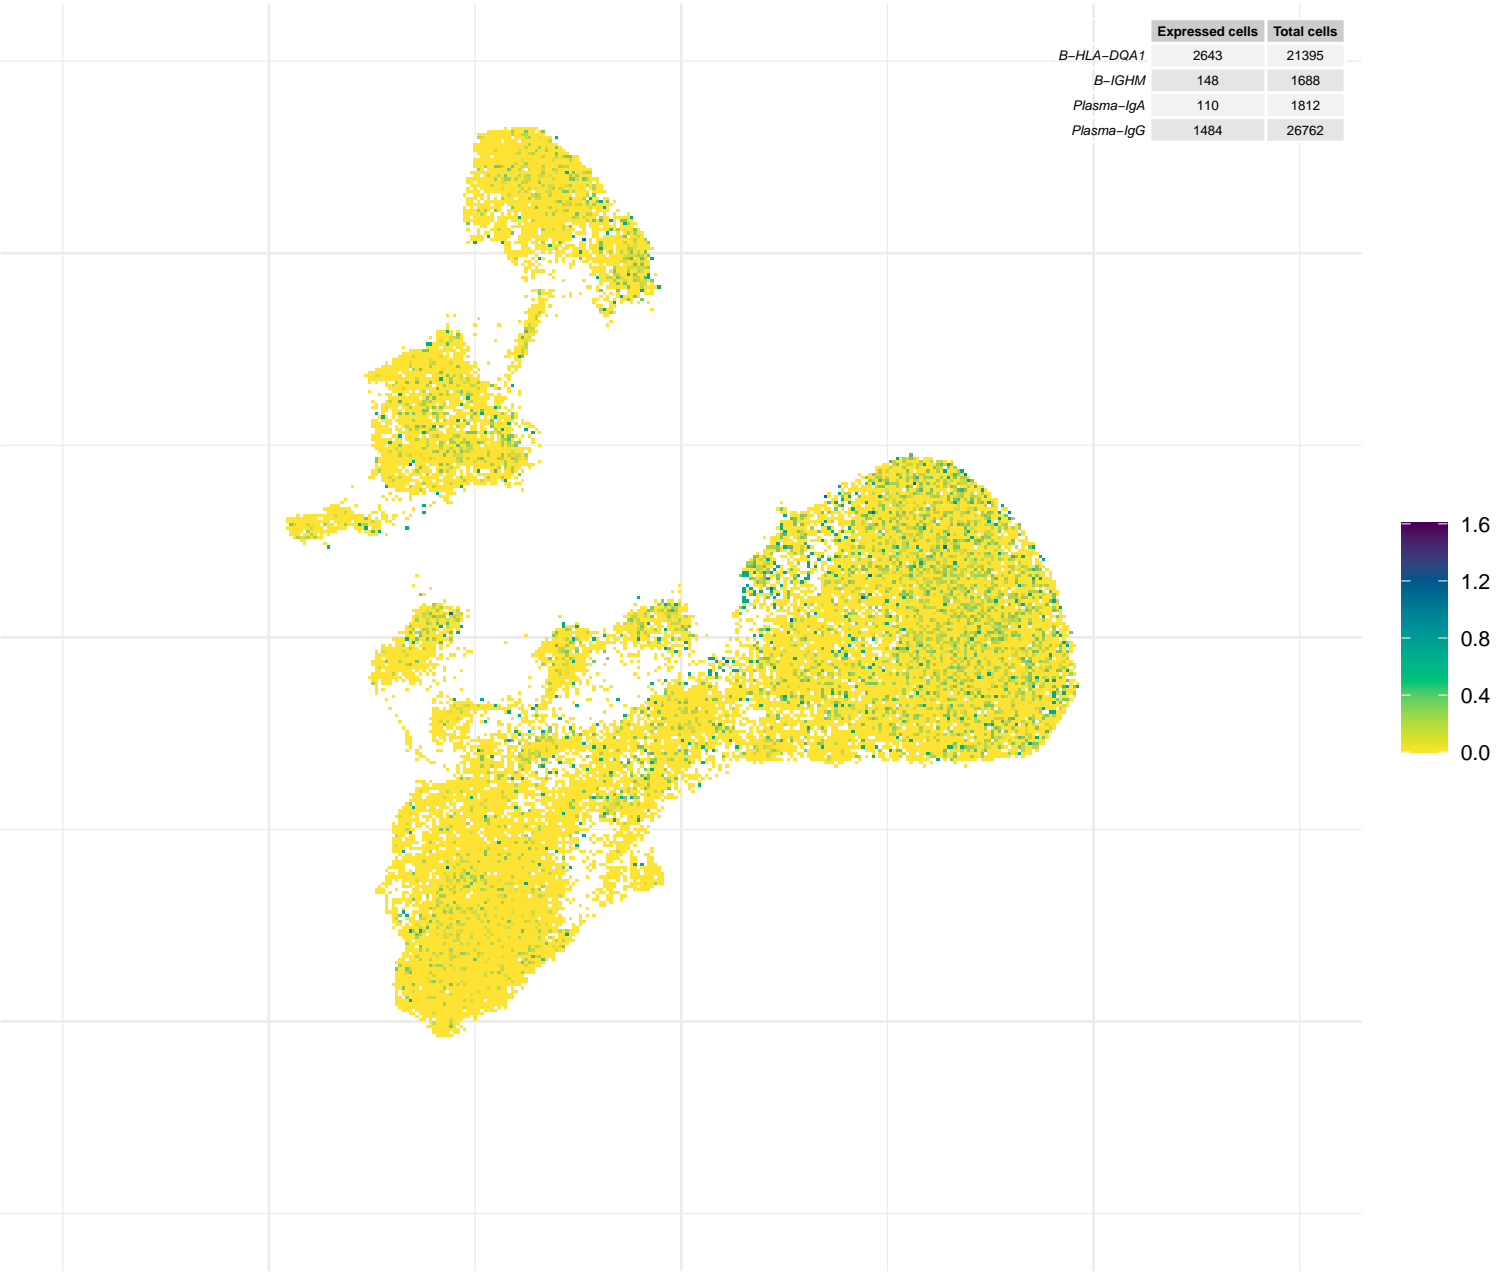 Expressed cells Total cells
B−HLA−DQA1 2643 21395
B−IGHM 148 1688
Plasma−IgA 110 1812
Plasma−IgG 1484 26762
1.6
1.2
0.8
0.4
0.0